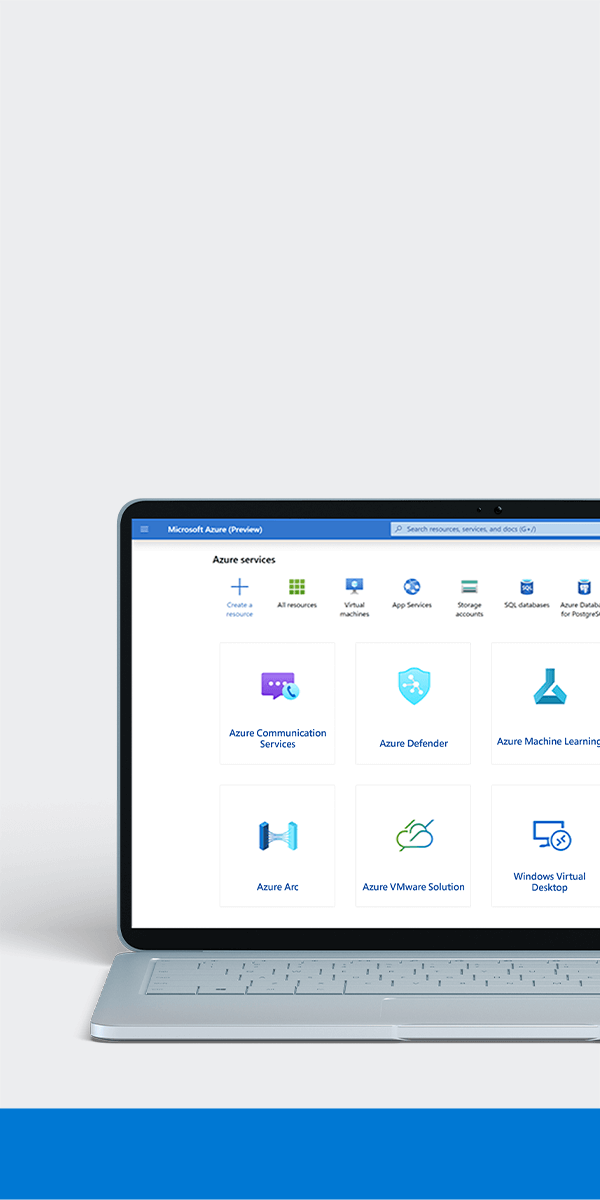 Microsoft Azure (Preview)
Search resources, services, and docs (G+/)
Azure services
Create a
resource
All resources
Virtual
machines
App Services
Storage
accounts
SQL databases
Azure Datab
for PostgreS
SQL
Azure Communication
Services
Azure Defender
Azure Machine Learning
Azure Arc
Azure VMware Solution
Windows Virtual
Desktop